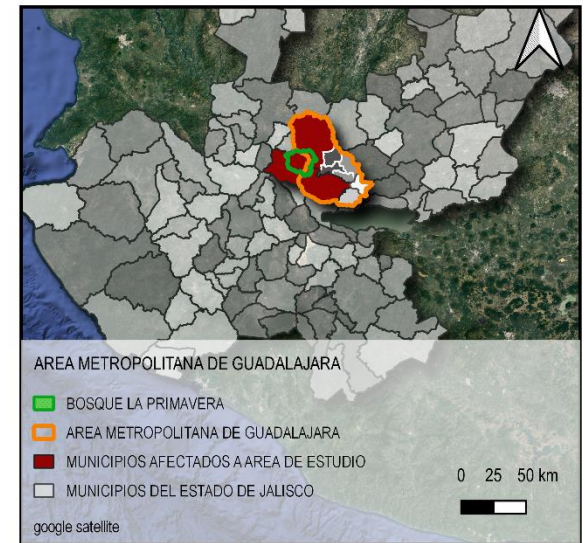 AREA METROPOLITANA DE GUADALAJARA
BOSQUE LA PRIMAVERA
AREA METROPOLITANA DE GUADALAJARA
MUNICIPIOS AFECTADOS A AREA DE ESTUDIO
MUNICIPIOS DEL ESTADO DE JALISCO
0 25 50 km
google satellite